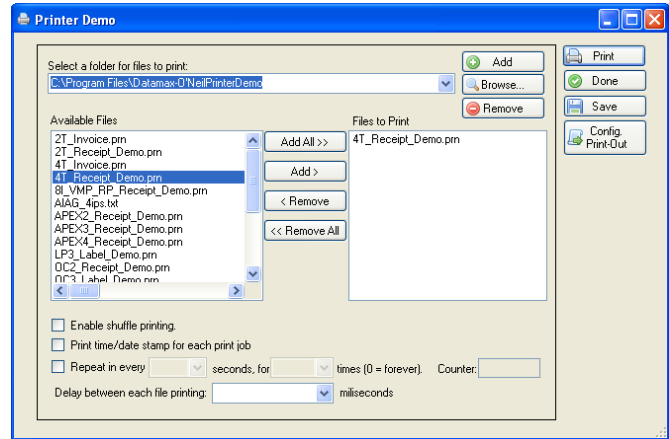 Printer Demo
Select a folder for files to print:
C:\Program Files\Datamax-O'NeilPrinterDemo
Add
Browse...
Remove
Print
Done
Save
Config.
Print-Out
Available Files
2T_Invoice.prn
2T_Receipt_Demo.prn
4T_Invoice.prn
4T_Receipt_Demo.prn
8I_VMP_RP_Receipt_Demo.prn
AIAG_4ips.txt
APEX2_Receipt_Demo.prn
APEX3_Receipt_Demo.prn
APEX4_Receipt_Demo.prn
LP3_Label_Demo.prn
OC2_Receipt_Demo.prn
OC3_Label_Demo.prn
Add All >>
Add >
< Remove
<< Remove All
Files to Print
4T_Receipt_Demo.prn
Enable shuffle printing.
Print time/date stamp for each print job
Repeat in every seconds, for times (0 = forever). Counter:
Delay between each file printing: miliseconds